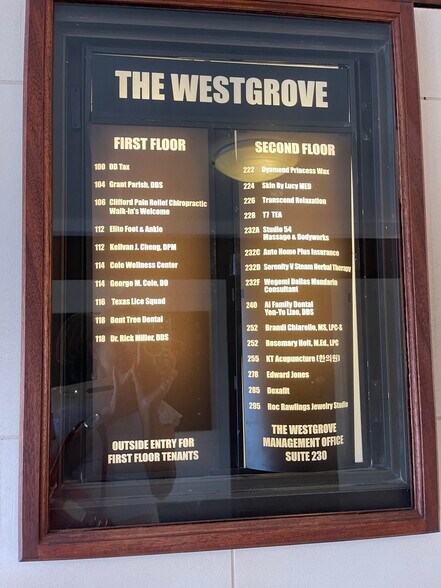 THE WESTGROVE
FIRST FLOOR
100 DB Tax
104 Grant Parish, DDS
106 Clifford Pain Relief Chiropractic
Walk-In's Welcome
112 Elite Foot & Ankle
112 Kelivan J. Cheng, DPM
114 Cole Wellness Center
114 George M. Cole, DO
116 Texas Lice Squad
118 Bent Tree Dental
118 Dr. Rick Miller, DDS
OUTSIDE ENTRY FOR
FIRST FLOOR TENANTS
SECOND FLOOR
222 Dyamond Princess Wax
224 Skin By Lucy MED
226 Transcend Relaxation
228 T7 TEA
232A Studio 54
Massage & Bodyworks
232C Auto Home Plus Insurance
232D Serenity V Steam Herbal Therapy
232F Wegemi Dallas Mandarin
Consultant
240 Ai Family Dental
Yen-Yo Liao, DDS
252 Brandi Chiarello, MS, LPC-S
252 Rosemary Holt, M.Ed., LPC
255 KT Acupuncture (한의원)
278 Edward Jones
285 Dexafit
295 Roc Rawlings Jewelry Studio
THE WESTGROVE
MANAGEMENT OFFICE
SUITE 230